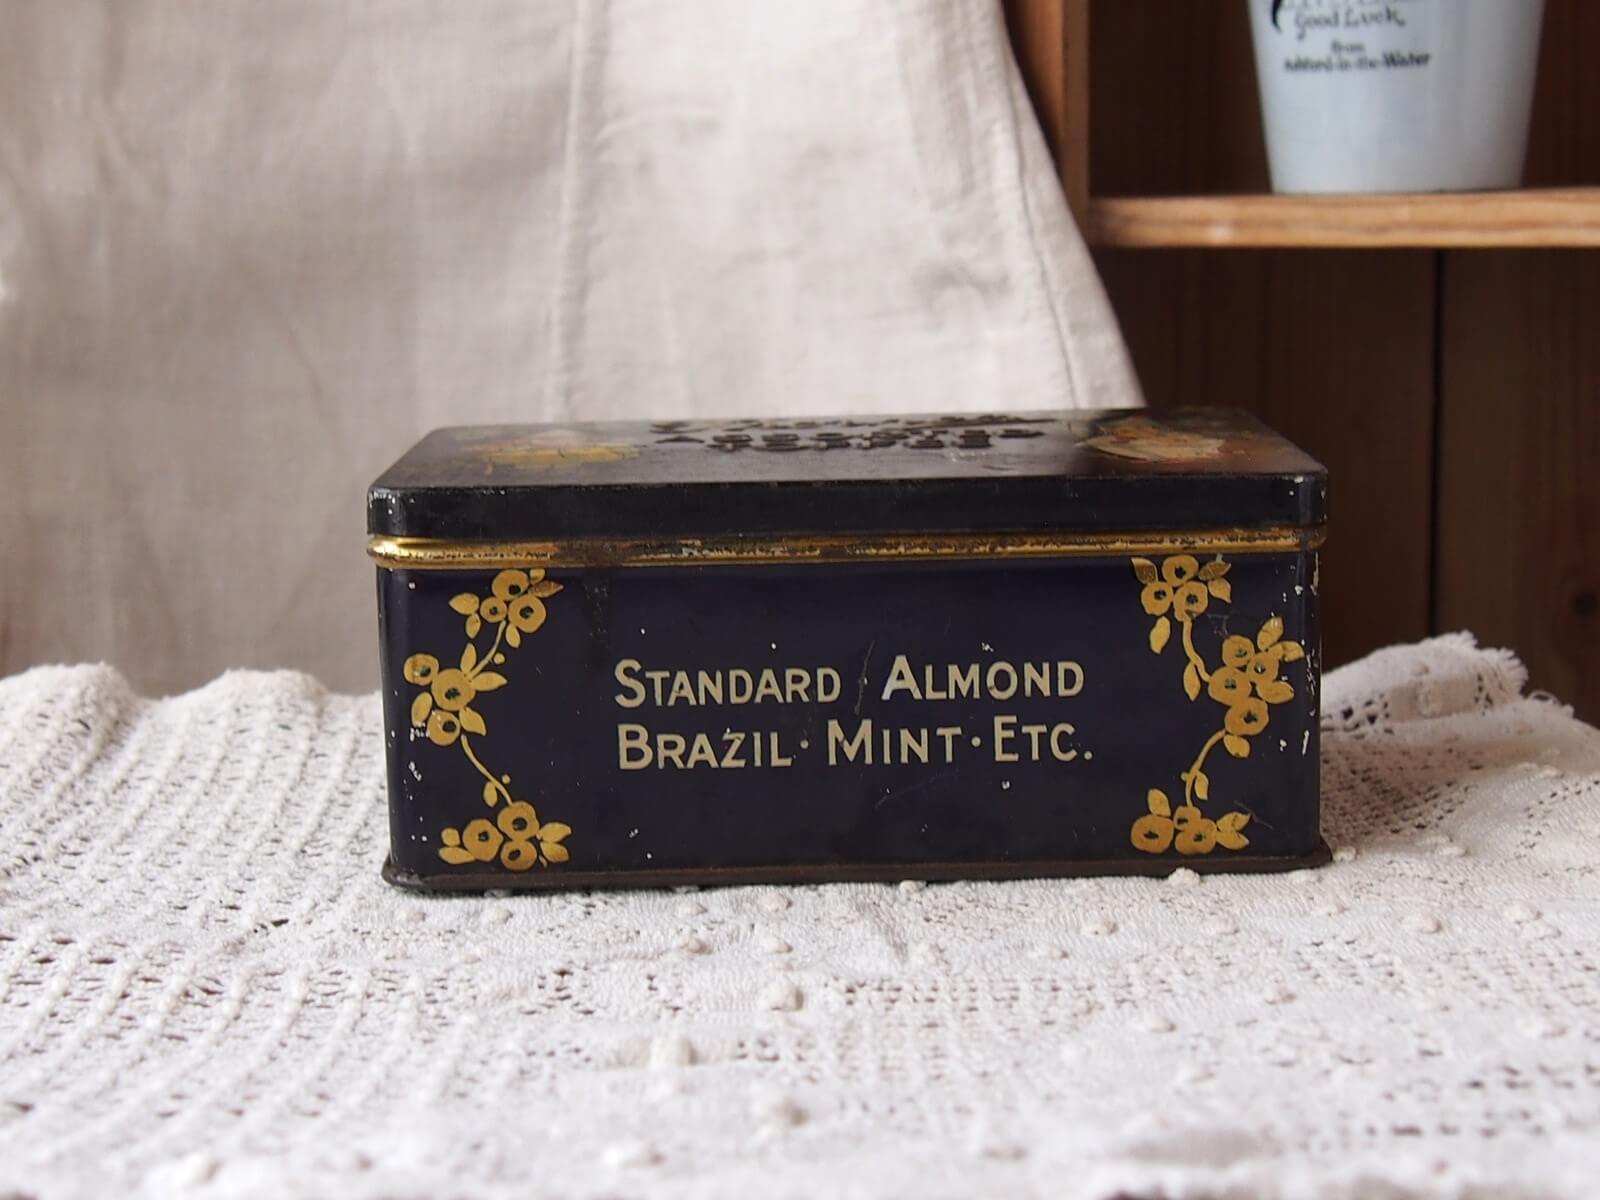 Good Luck
from
Ashford-in-the-Water
STANDARD ALMOND
BRAZIL · MINT · ETC.